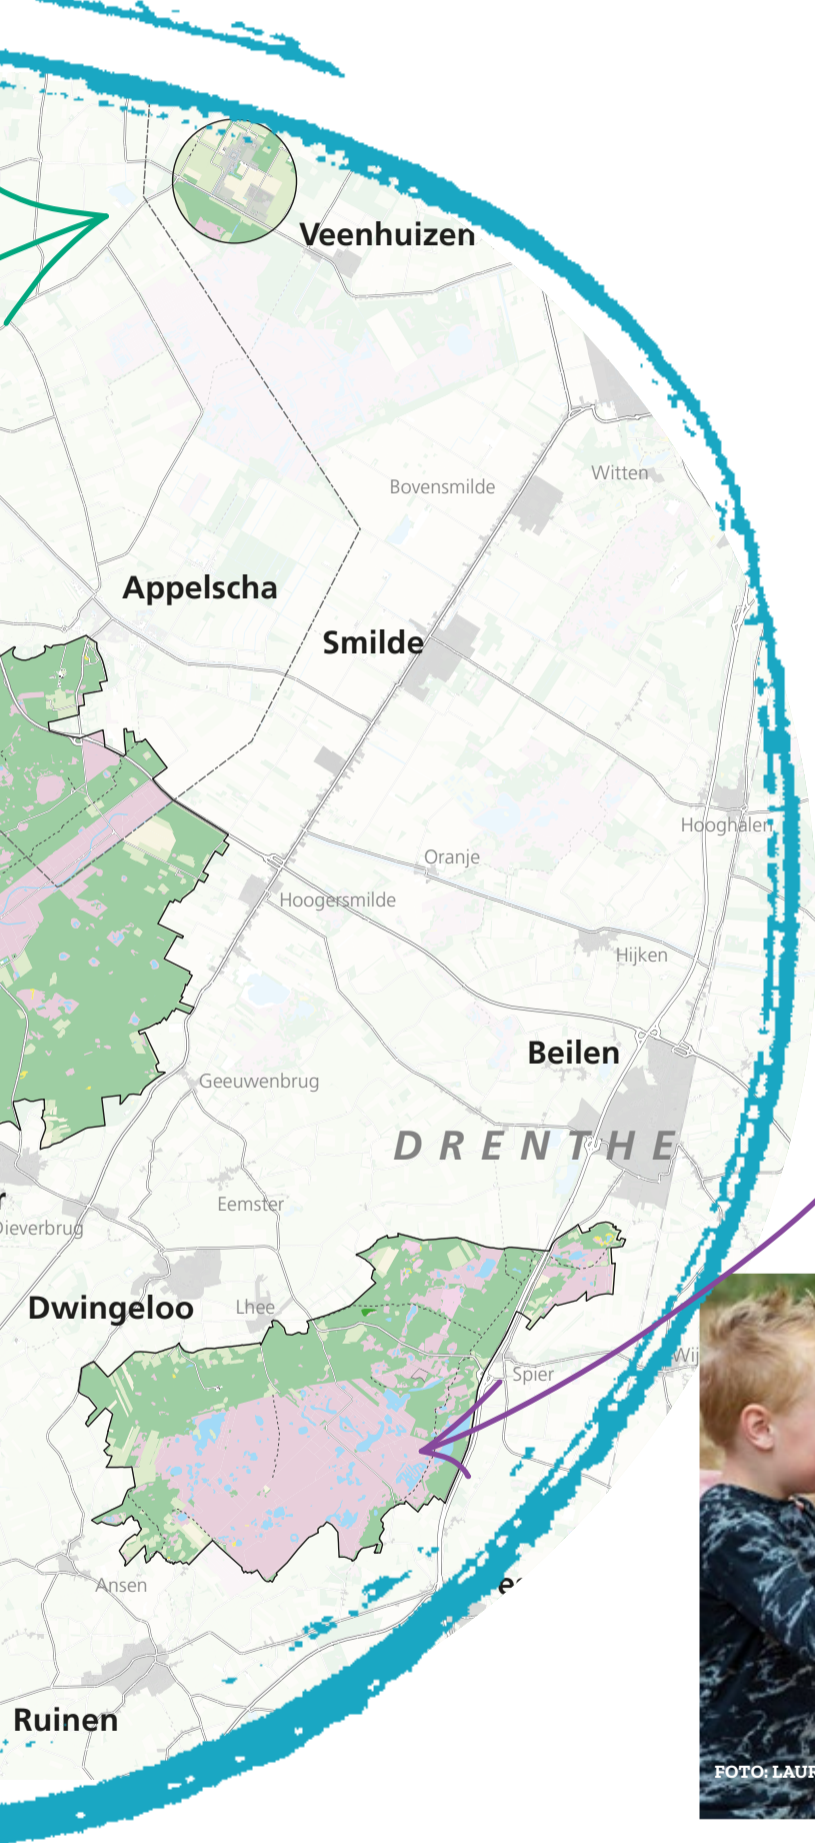 Veenhuizen
Witten
Bovensmilde
Appelscha
Smilde
Hooghalen
Oranje
Hoogersmilde
Hijken
Beilen
Geeuwenbrug
DRENTHE
Eemster
Dieverbrug
Dwingeloo
Lhee
Spier
Ansen
Ruinen
FOTO: